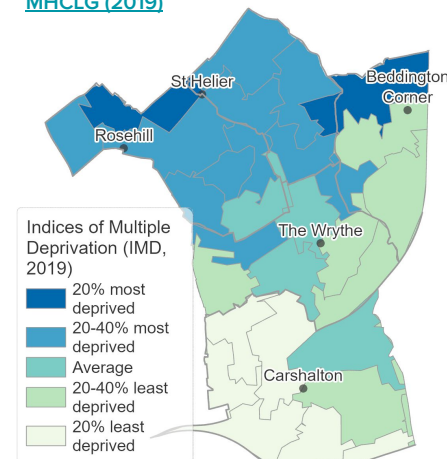 MHCLG (2019)
St Helier
Beddington
Corner
Rosehill
The Wrythe
Indices of Multiple
Deprivation (IMD,
2019)
20% most
deprived
20-40% most
deprived
Average
20-40% least
deprived
20% least
deprived
Carshalton